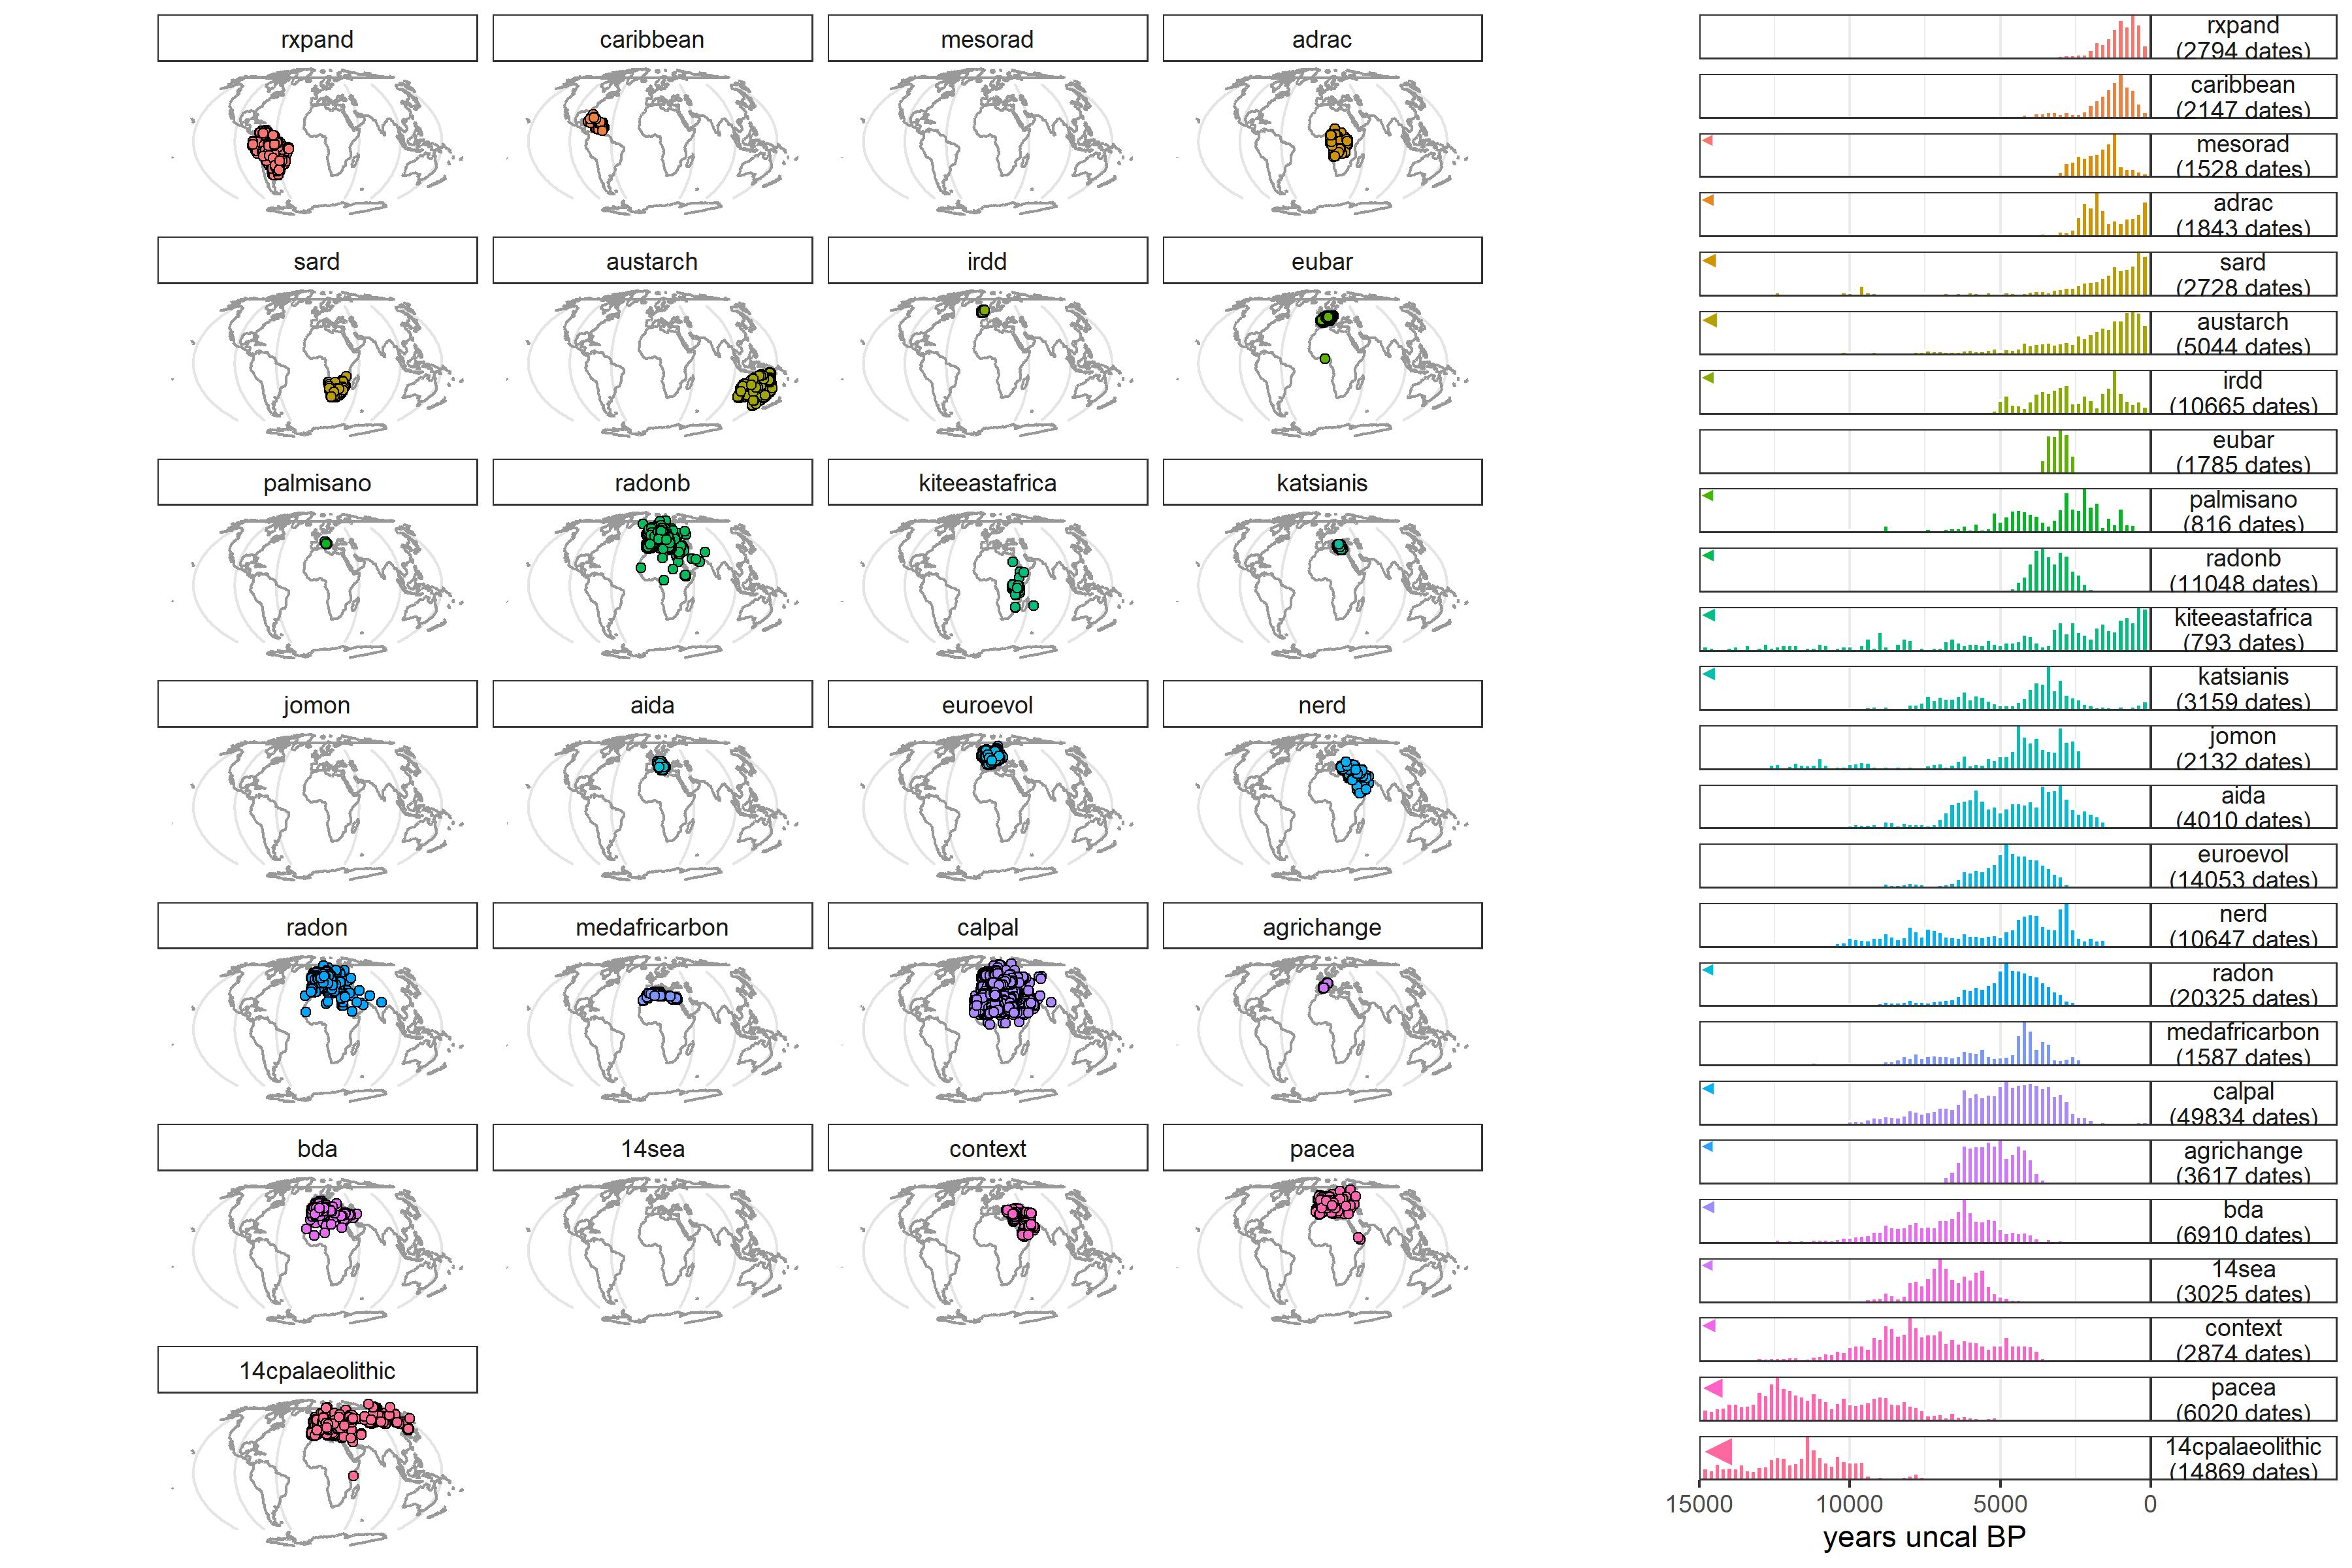 rxpand
caribbean
mesorad
adrac
sard
austarch
irdd
eubar
palmisano
radonb
kiteeastafrica
katsianis
jomon
aida
euroevol
nerd
radon
medafricarbon
calpal
agrichange
bda
14sea
context
pacea
14cpalaeolithic
rxpand
(2794 dates)
caribbean
(2147 dates)
mesorad
(1528 dates)
adrac
(1843 dates)
sard
(2728 dates)
austarch
(5044 dates)
irdd
(10665 dates)
eubar
(1785 dates)
palmisano
(816 dates)
radonb
(11048 dates)
kiteeastafrica
(793 dates)
katsianis
(3159 dates)
jomon
(2132 dates)
aida
(4010 dates)
euroevol
(14053 dates)
nerd
(10647 dates)
radon
(20325 dates)
medafricarbon
(1587 dates)
calpal
(49834 dates)
agrichange
(3617 dates)
bda
(6910 dates)
14sea
(3025 dates)
context
(2874 dates)
pacea
(6020 dates)
14cpalaeolithic
(14869 dates)
15000 10000 5000 0
years uncal BP